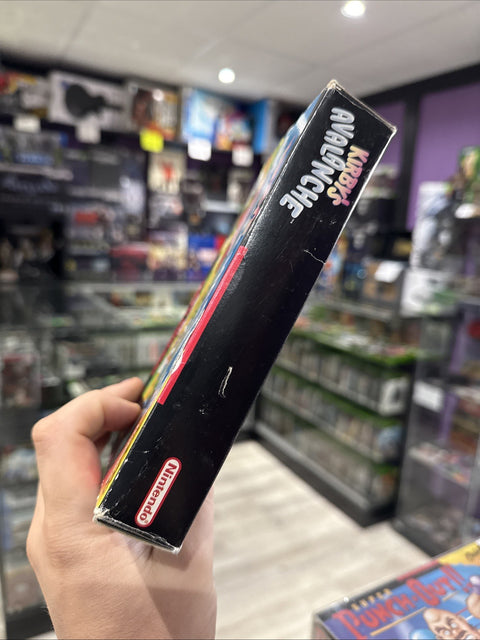 KIRBY'S
AVALANCHE
Nintendo
SUPER
PUNCH-OUT!!